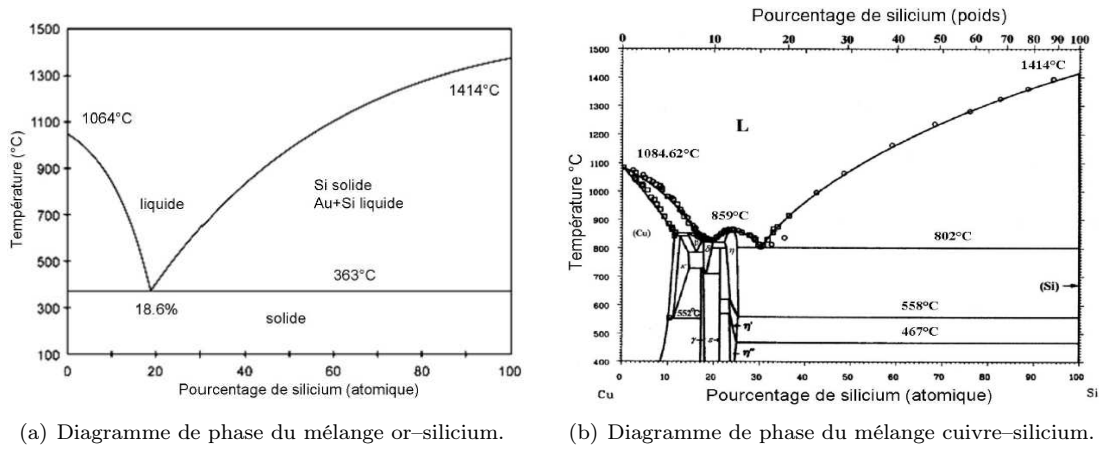 1500
1300
1100
900
700
500
300
100
Température (°C)
1064°C
1414°C
liquide
Si solide
Au+Si liquide
363°C
18.6%
solide
0
20
40
60
80
100
Pourcentage de silicium (atomique)
(a) Diagramme de phase du mélange or–silicium.
Pourcentage de silicium (poids)
0 10 20 30 40 50 60 70 80 90 100
1500
1400
1300
1200
1100
1000
900
800
700
600
500
400
Température °C
1414°C
L
1084.62°C
859°C
(Cu)
802°C
(Si)
552°C
558°C
467°C
δ
η
κ
γ
ε
η'
η"
0 10 20 30 40 50 60 70 80 90 100
Cu
Pourcentage de silicium (atomique)
Si
(b) Diagramme de phase du mélange cuivre–silicium.